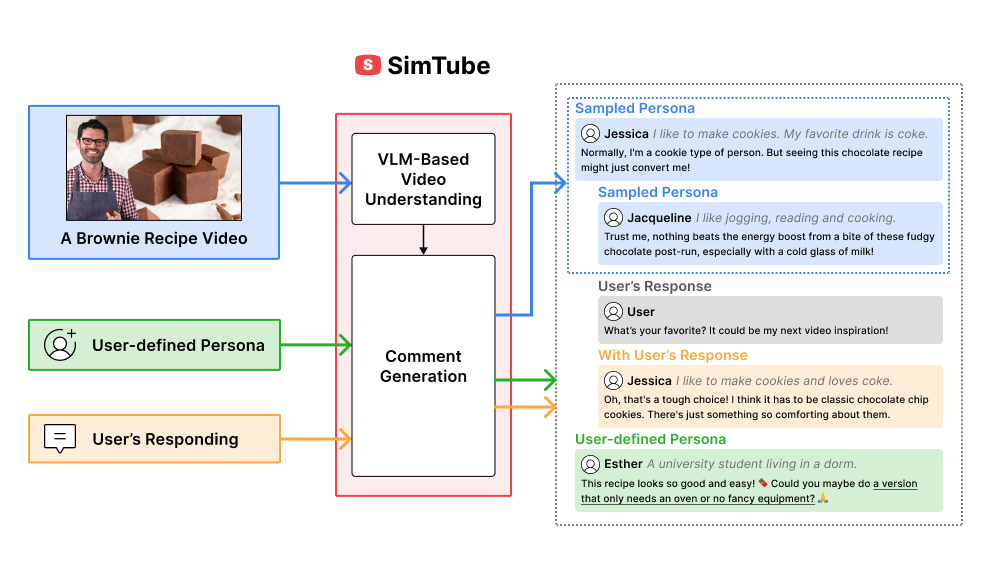 S SimTube
A Brownie Recipe Video
User-defined Persona
User's Responding
VLM-Based
Video
Understanding
Comment
Generation
Sampled Persona
Jessica I like to make cookies. My favorite drink is coke.
Normally, I'm a cookie type of person. But seeing this chocolate recipe
might just convert me!
Sampled Persona
Jacqueline I like jogging, reading and cooking.
Trust me, nothing beats the energy boost from a bite of these fudgy
chocolate post-run, especially with a cold glass of milk!
User's Response
User
What's your favorite? It could be my next video inspiration!
With User's Response
Jessica I like to make cookies and loves coke.
Oh, that's a tough choice! I think it has to be classic chocolate chip
cookies. There's just something so comforting about them.
User-defined Persona
Esther A university student living in a dorm.
This recipe looks so good and easy! 🍫 Could you maybe do a version
that only needs an oven or no fancy equipment? 🙏